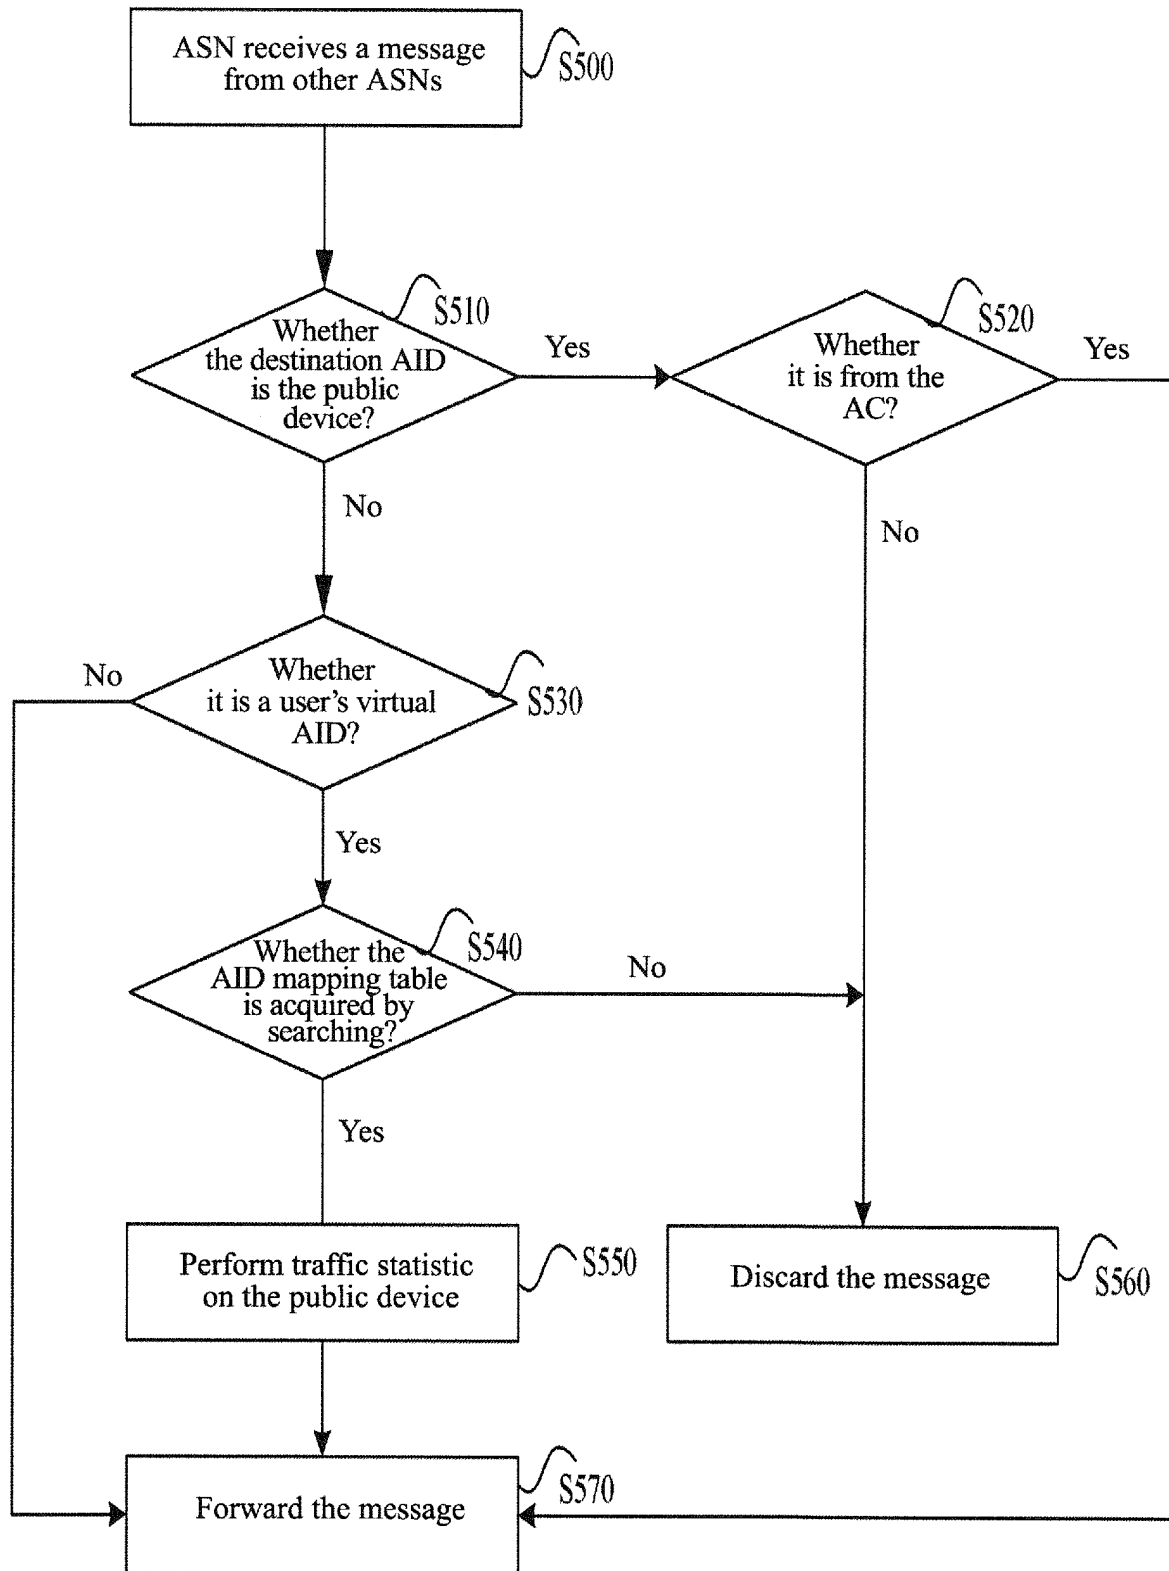 ASN receives a message
from other ASNs
S500
Whether
the destination AID
is the public
device?
S510
Yes
Whether
it is from the
AC?
S520
Yes
No
No
Whether
it is a user's virtual
AID?
S530
No
Yes
Whether the
AID mapping table
is acquired by
searching?
S540
No
Yes
Perform traffic statistic
on the public device
S550
Discard the message
S560
Forward the message
S570